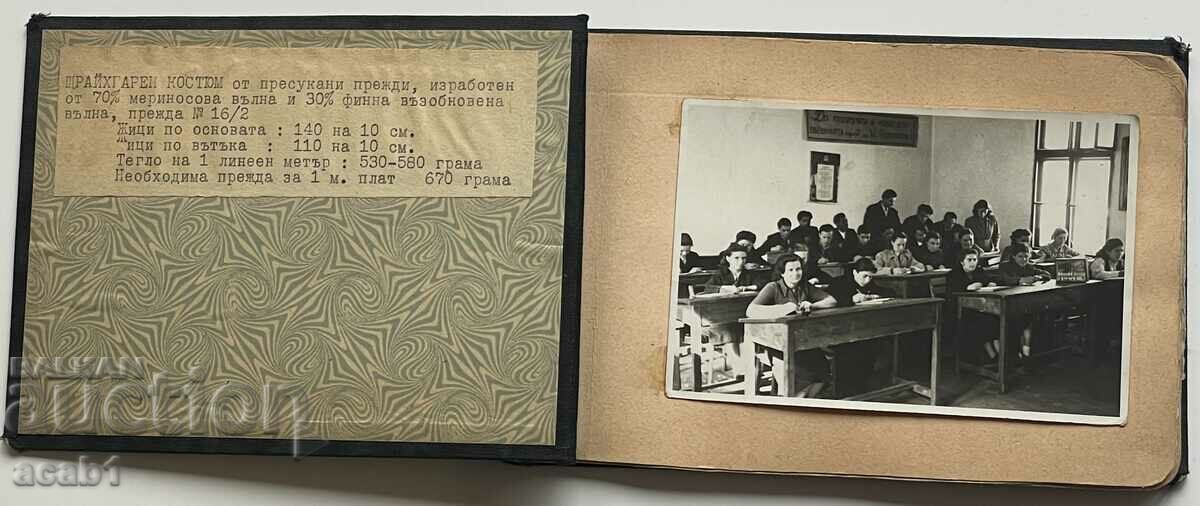 ЩРАЙХГАРЕН КОСТЮМ от пресукани прежди, изработен
от 70% мериносова вълна и 30% финна възобновена
вълна, прежда № 16/2
Жици по основата : 140 на 10 см.
Жици по вътъка : 110 на 10 см.
Тегло на 1 линеен метър : 530-580 грама
Необходима прежда за 1 м. плат 670 грама
БАЛКАН
auction
acab1